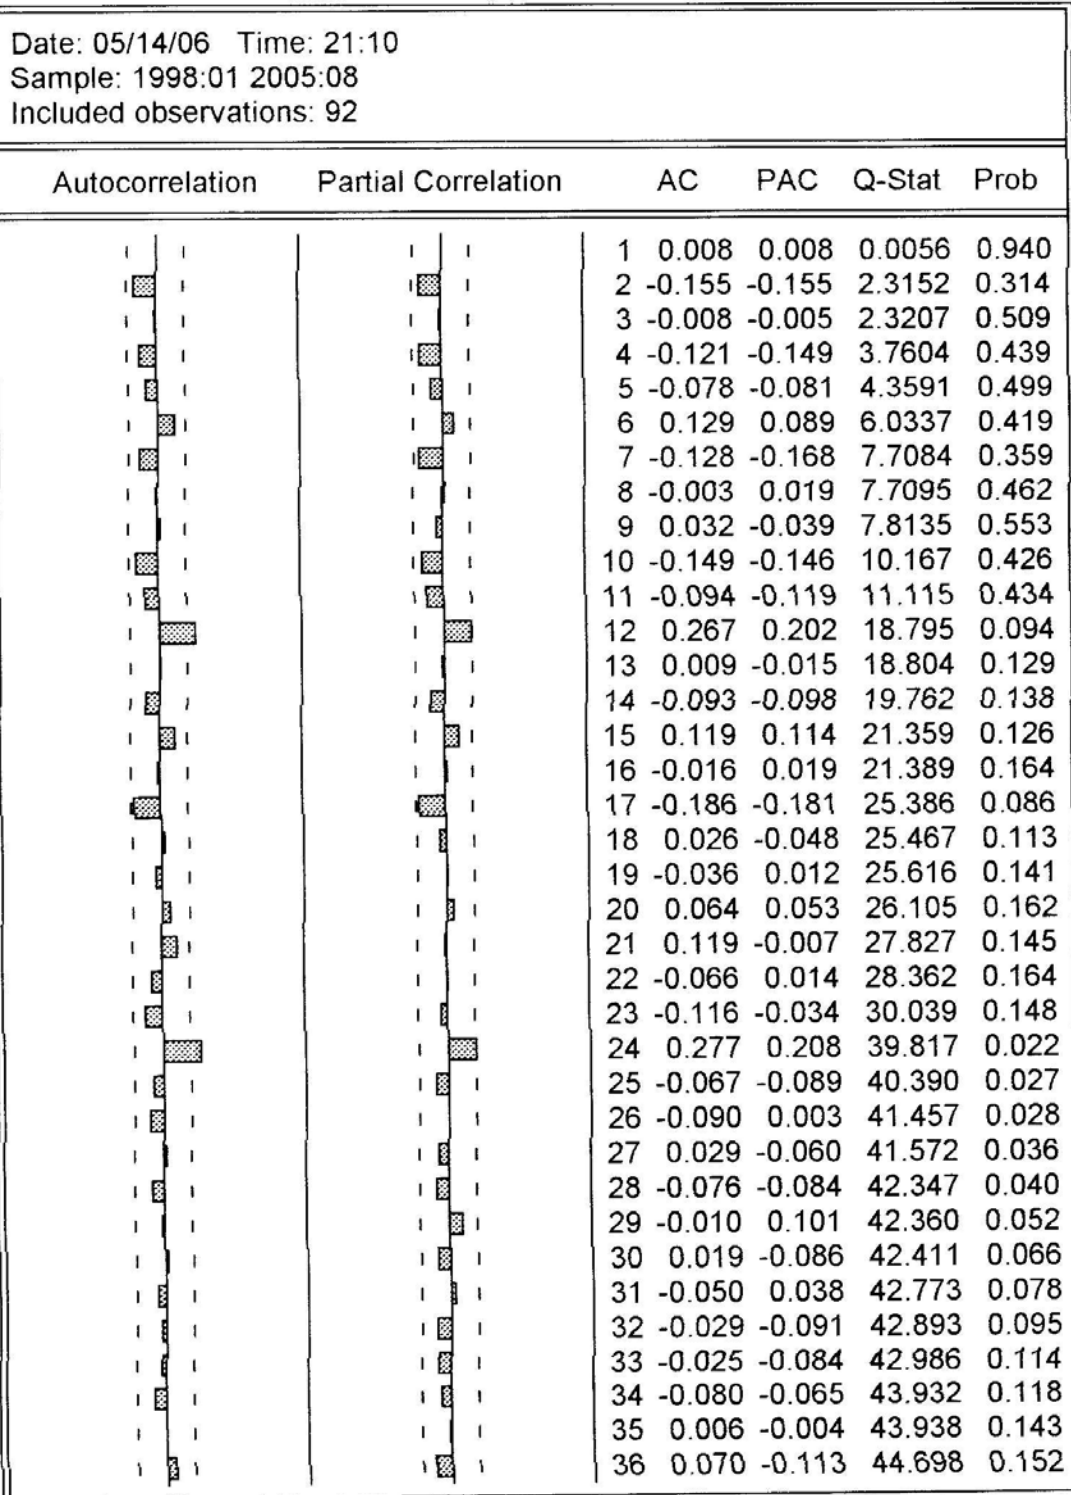 Date: 05/14/06 Time: 21:10
Sample: 1998:01 2005:08
Included observations: 92
Autocorrelation Partial Correlation AC PAC Q-Stat Prob
1 0.008 0.008 0.0056 0.940
2 -0.155 -0.155 2.3152 0.314
3 -0.008 -0.005 2.3207 0.509
4 -0.121 -0.149 3.7604 0.439
5 -0.078 -0.081 4.3591 0.499
6 0.129 0.089 6.0337 0.419
7 -0.128 -0.168 7.7084 0.359
8 -0.003 0.019 7.7095 0.462
9 0.032 -0.039 7.8135 0.553
10 -0.149 -0.146 10.167 0.426
11 -0.094 -0.119 11.115 0.434
12 0.267 0.202 18.795 0.094
13 0.009 -0.015 18.804 0.129
14 -0.093 -0.098 19.762 0.138
15 0.119 0.114 21.359 0.126
16 -0.016 0.019 21.389 0.164
17 -0.186 -0.181 25.386 0.086
18 0.026 -0.048 25.467 0.113
19 -0.036 0.012 25.616 0.141
20 0.064 0.053 26.105 0.162
21 0.119 -0.007 27.827 0.145
22 -0.066 0.014 28.362 0.164
23 -0.116 -0.034 30.039 0.148
24 0.277 0.208 39.817 0.022
25 -0.067 -0.089 40.390 0.027
26 -0.090 0.003 41.457 0.028
27 0.029 -0.060 41.572 0.036
28 -0.076 -0.084 42.347 0.040
29 -0.010 0.101 42.360 0.052
30 0.019 -0.086 42.411 0.066
31 -0.050 0.038 42.773 0.078
32 -0.029 -0.091 42.893 0.095
33 -0.025 -0.084 42.986 0.114
34 -0.080 -0.065 43.932 0.118
35 0.006 -0.004 43.938 0.143
36 0.070 -0.113 44.698 0.152